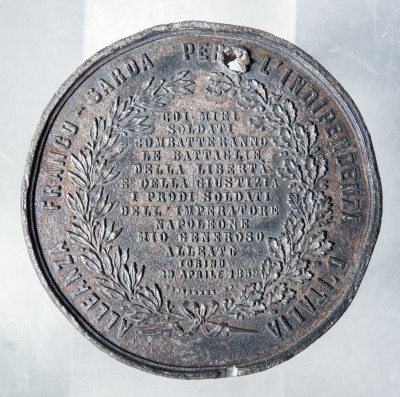 ALLEANZA FRANCO-SARDA PER L'INDIPENDENZA D'ITALIA
COI MIEI
SOLDATI
COMBATTERANNO
LE BATTAGLIE
DELLA LIBERTÀ
E DELLA GIUSTIZIA
I PRODI SOLDATI
DELL'IMPERATORE
NAPOLEONE
MIO GENEROSO
ALLEATO
TORINO
APRILE 1859